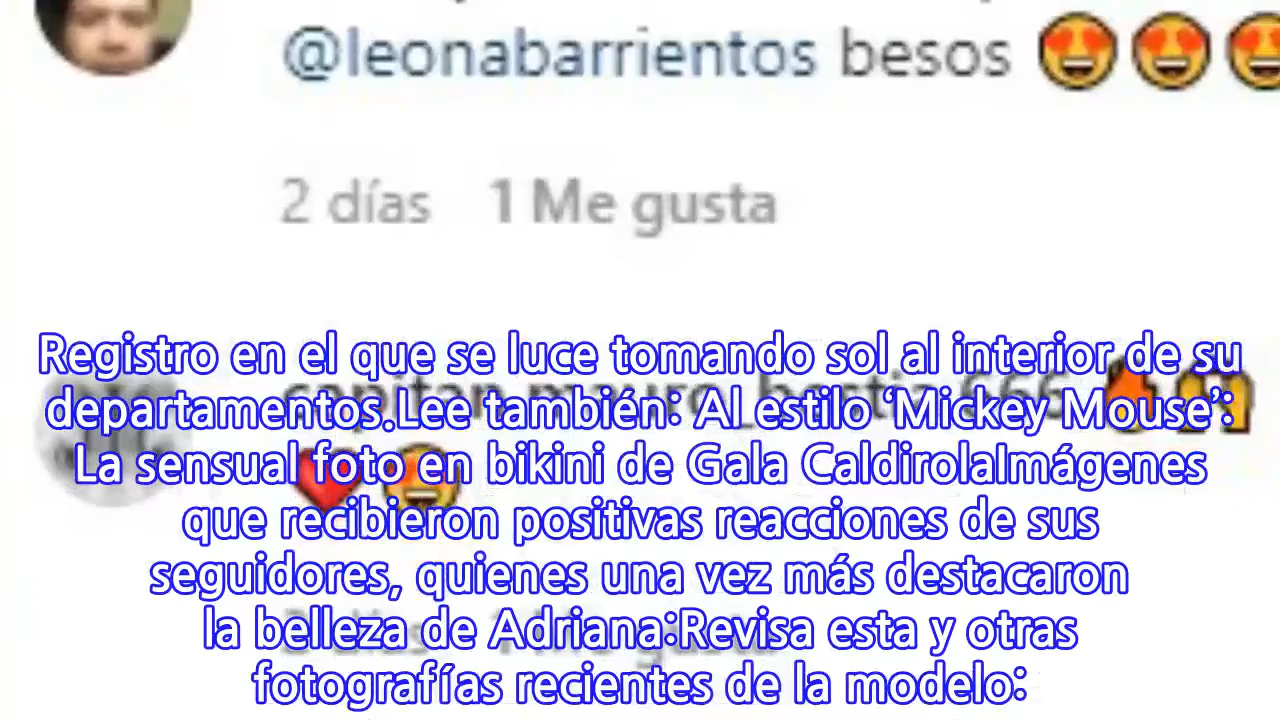 @leonabarrientos besos 😍😍😍
2 días 1 Me gusta
Registro en el que se luce tomando sol al interior de su
departamentos.Lee también: Al estilo ‘Mickey Mouse’:
La sensual foto en bikini de Gala CaldirolaImágenes
que recibieron positivas reacciones de sus
seguidores, quienes una vez más destacaron
la belleza de Adriana:Revisa esta y otras
fotografías recientes de la modelo: